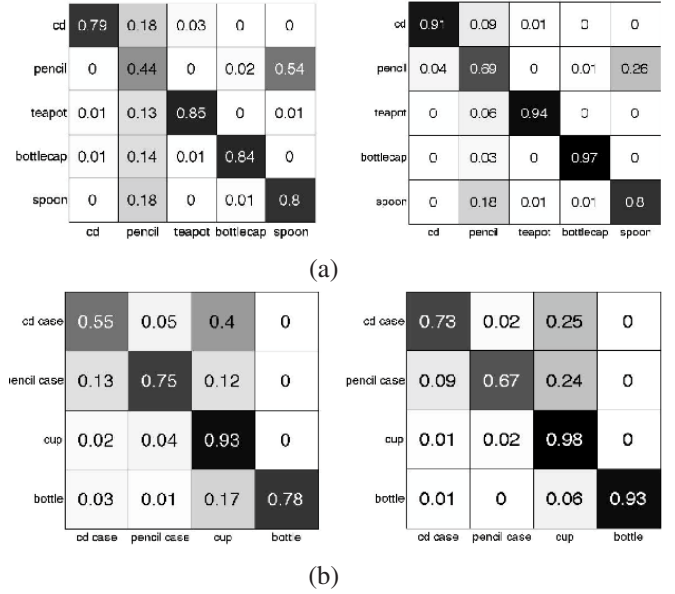 cd 0.79 0.18 0.03 0 0
pencil 0 0.44 0 0.02 0.54
teapot 0.01 0.13 0.85 0 0.01
bottlecap 0.01 0.14 0.01 0.84 0
spoon 0 0.18 0 0.01 0.8
cd pencil teapot bottlecap spoon
cd 0.91 0.09 0.01 0 0
pencil 0.04 0.69 0 0.01 0.26
teapot 0 0.06 0.94 0 0
bottlecap 0 0.03 0 0.97 0
spoon 0 0.18 0.01 0.01 0.8
cd pencil teapot bottlecap spoon
(a)
cd case 0.55 0.05 0.4 0
pencil case 0.13 0.75 0.12 0
cup 0.02 0.04 0.93 0
bottle 0.03 0.01 0.17 0.78
cd case pencil case cup bottle
cd case 0.73 0.02 0.25 0
pencil case 0.09 0.67 0.24 0
cup 0.01 0.02 0.98 0
bottle 0.01 0 0.06 0.93
cd case pencil case cup bottle
(b)